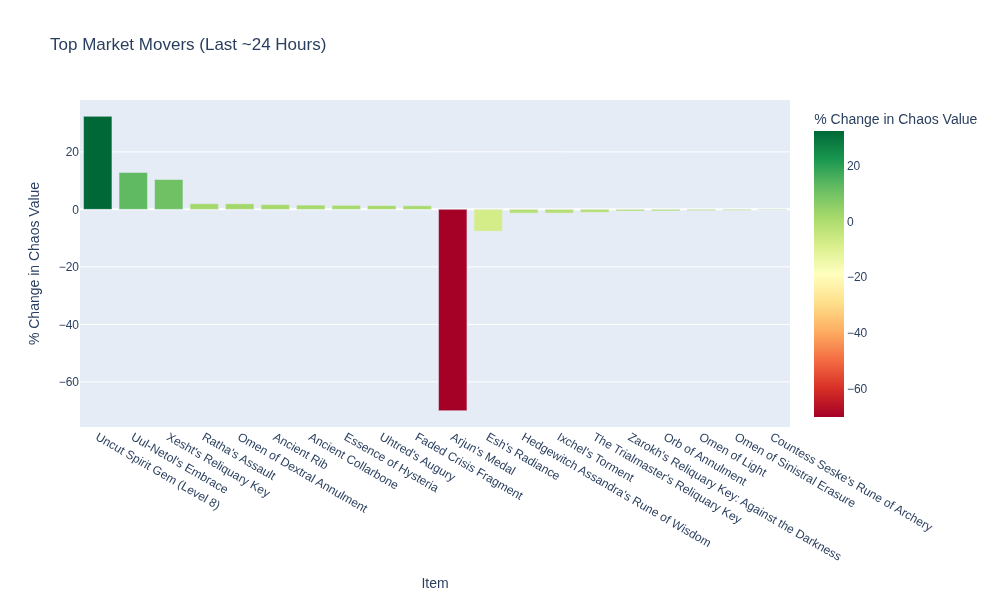 Top Market Movers (Last ~24 Hours)
% Change in Chaos Value
20
0
−20
−40
−60
Uncut Spirit Gem (Level 8)
Uul-Netol's Embrace
Xesht's Reliquary Key
Ratha's Assault
Omen of Dextral Annulment
Ancient Rib
Ancient Collarbone
Essence of Hysteria
Uhtred's Augury
Faded Crisis Fragment
Arjun's Medal
Esh's Radiance
Hedgewitch Assandra's Rune of Wisdom
Ixchel's Torment
The Trialmaster's Reliquary Key
Zarokh's Reliquary Key: Against the Darkness
Orb of Annulment
Omen of Light
Omen of Sinistral Erasure
Countess Seske's Rune of Archery
Item
% Change in Chaos Value
20
0
−20
−40
−60